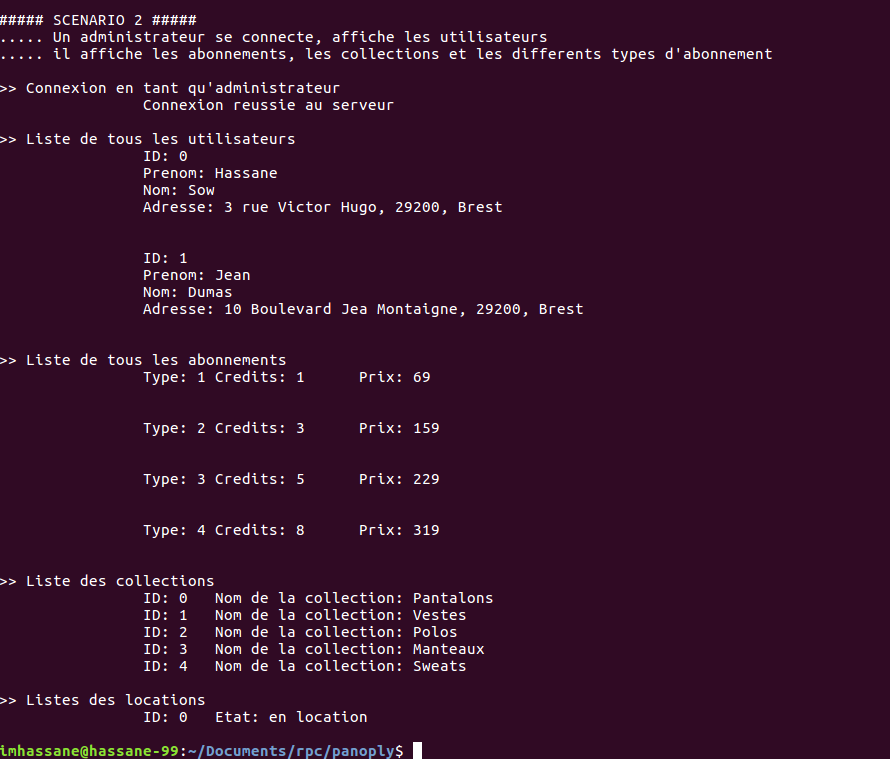 ##### SCENARIO 2 #####
..... Un administrateur se connecte, affiche les utilisateurs
..... il affiche les abonnements, les collections et les differents types d'abonnement
>> Connexion en tant qu'administrateur
Connexion reussie au serveur
>> Liste de tous les utilisateurs
ID: 0
Prenom: Hassane
Nom: Sow
Adresse: 3 rue Victor Hugo, 29200, Brest
ID: 1
Prenom: Jean
Nom: Dumas
Adresse: 10 Boulevard Jea Montaigne, 29200, Brest
>> Liste de tous les abonnements
Type: 1 Credits: 1 Prix: 69
Type: 2 Credits: 3 Prix: 159
Type: 3 Credits: 5 Prix: 229
Type: 4 Credits: 8 Prix: 319
>> Liste des collections
ID: 0 Nom de la collection: Pantalons
ID: 1 Nom de la collection: Vestes
ID: 2 Nom de la collection: Polos
ID: 3 Nom de la collection: Manteaux
ID: 4 Nom de la collection: Sweats
>> Listes des locations
ID: 0 Etat: en location
imhassane@hassane-99:~/Documents/rpc/panoply$